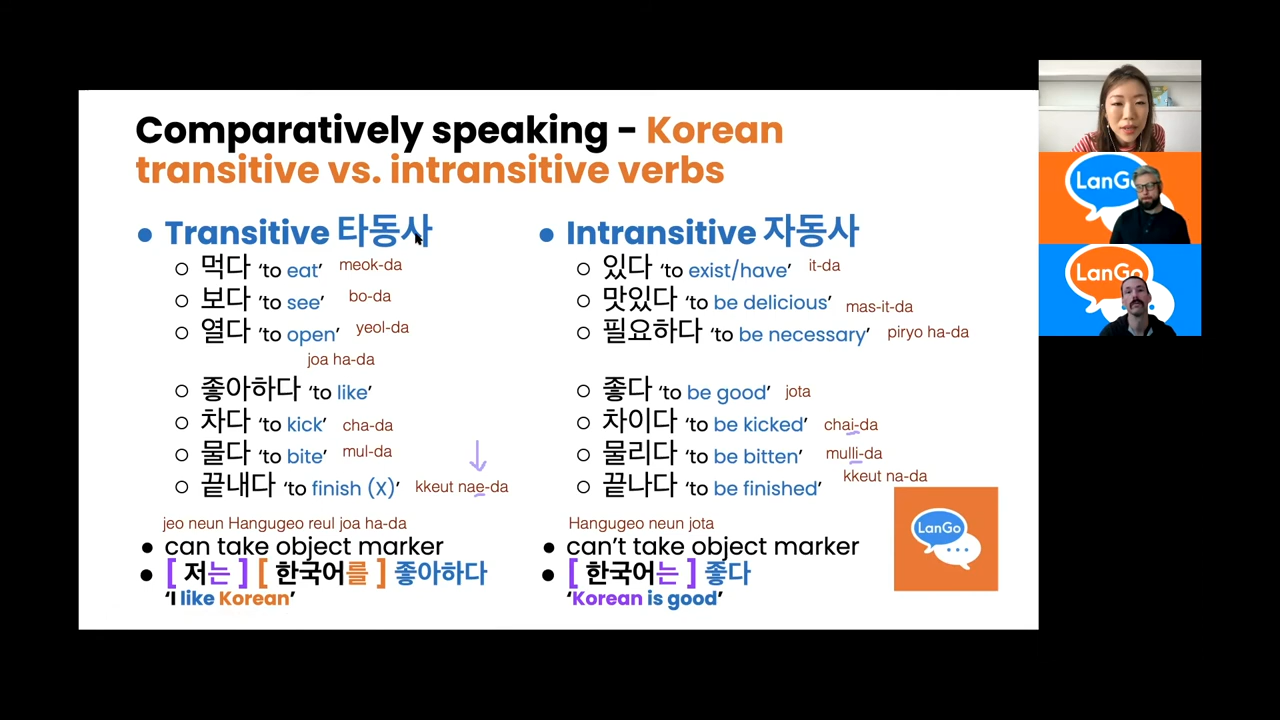 Comparatively speaking - Korean
transitive vs. intransitive verbs
Transitive 타동사
먹다 ‘to eat’ meok-da
보다 ‘to see’ bo-da
열다 ‘to open’ yeol-da
joa ha-da
좋아하다 ‘to like’
차다 ‘to kick’ cha-da
물다 ‘to bite’ mul-da
끝내다 ‘to finish (X)’ kkeut nae-da
jeo neun Hangugeo reul joa ha-da
can take object marker
[ 저는 ] [ 한국어를 ] 좋아하다
‘I like Korean’
Intransitive 자동사
있다 ‘to exist/have’ it-da
맛있다 ‘to be delicious’ mas-it-da
필요하다 ‘to be necessary’ piryo ha-da
좋다 ‘to be good’ jota
차이다 ‘to be kicked’ chai-da
물리다 ‘to be bitten’ mulli-da
kkeut na-da
끝나다 ‘to be finished’
Hangugeo neun jota
can’t take object marker
[ 한국어는 ] 좋다
‘Korean is good’
LanGo
LanGo
LanGo